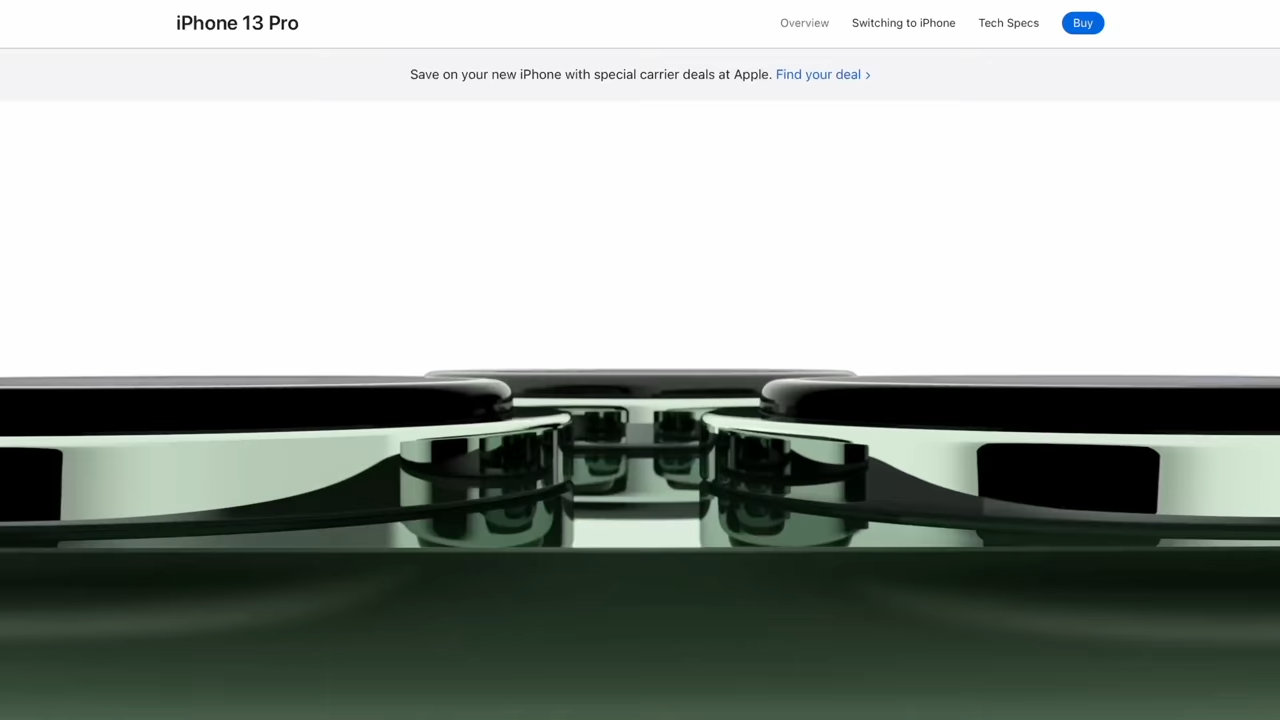 iPhone 13 Pro
Overview
Switching to iPhone
Tech Specs
Buy
Save on your new iPhone with special carrier deals at Apple. Find your deal >